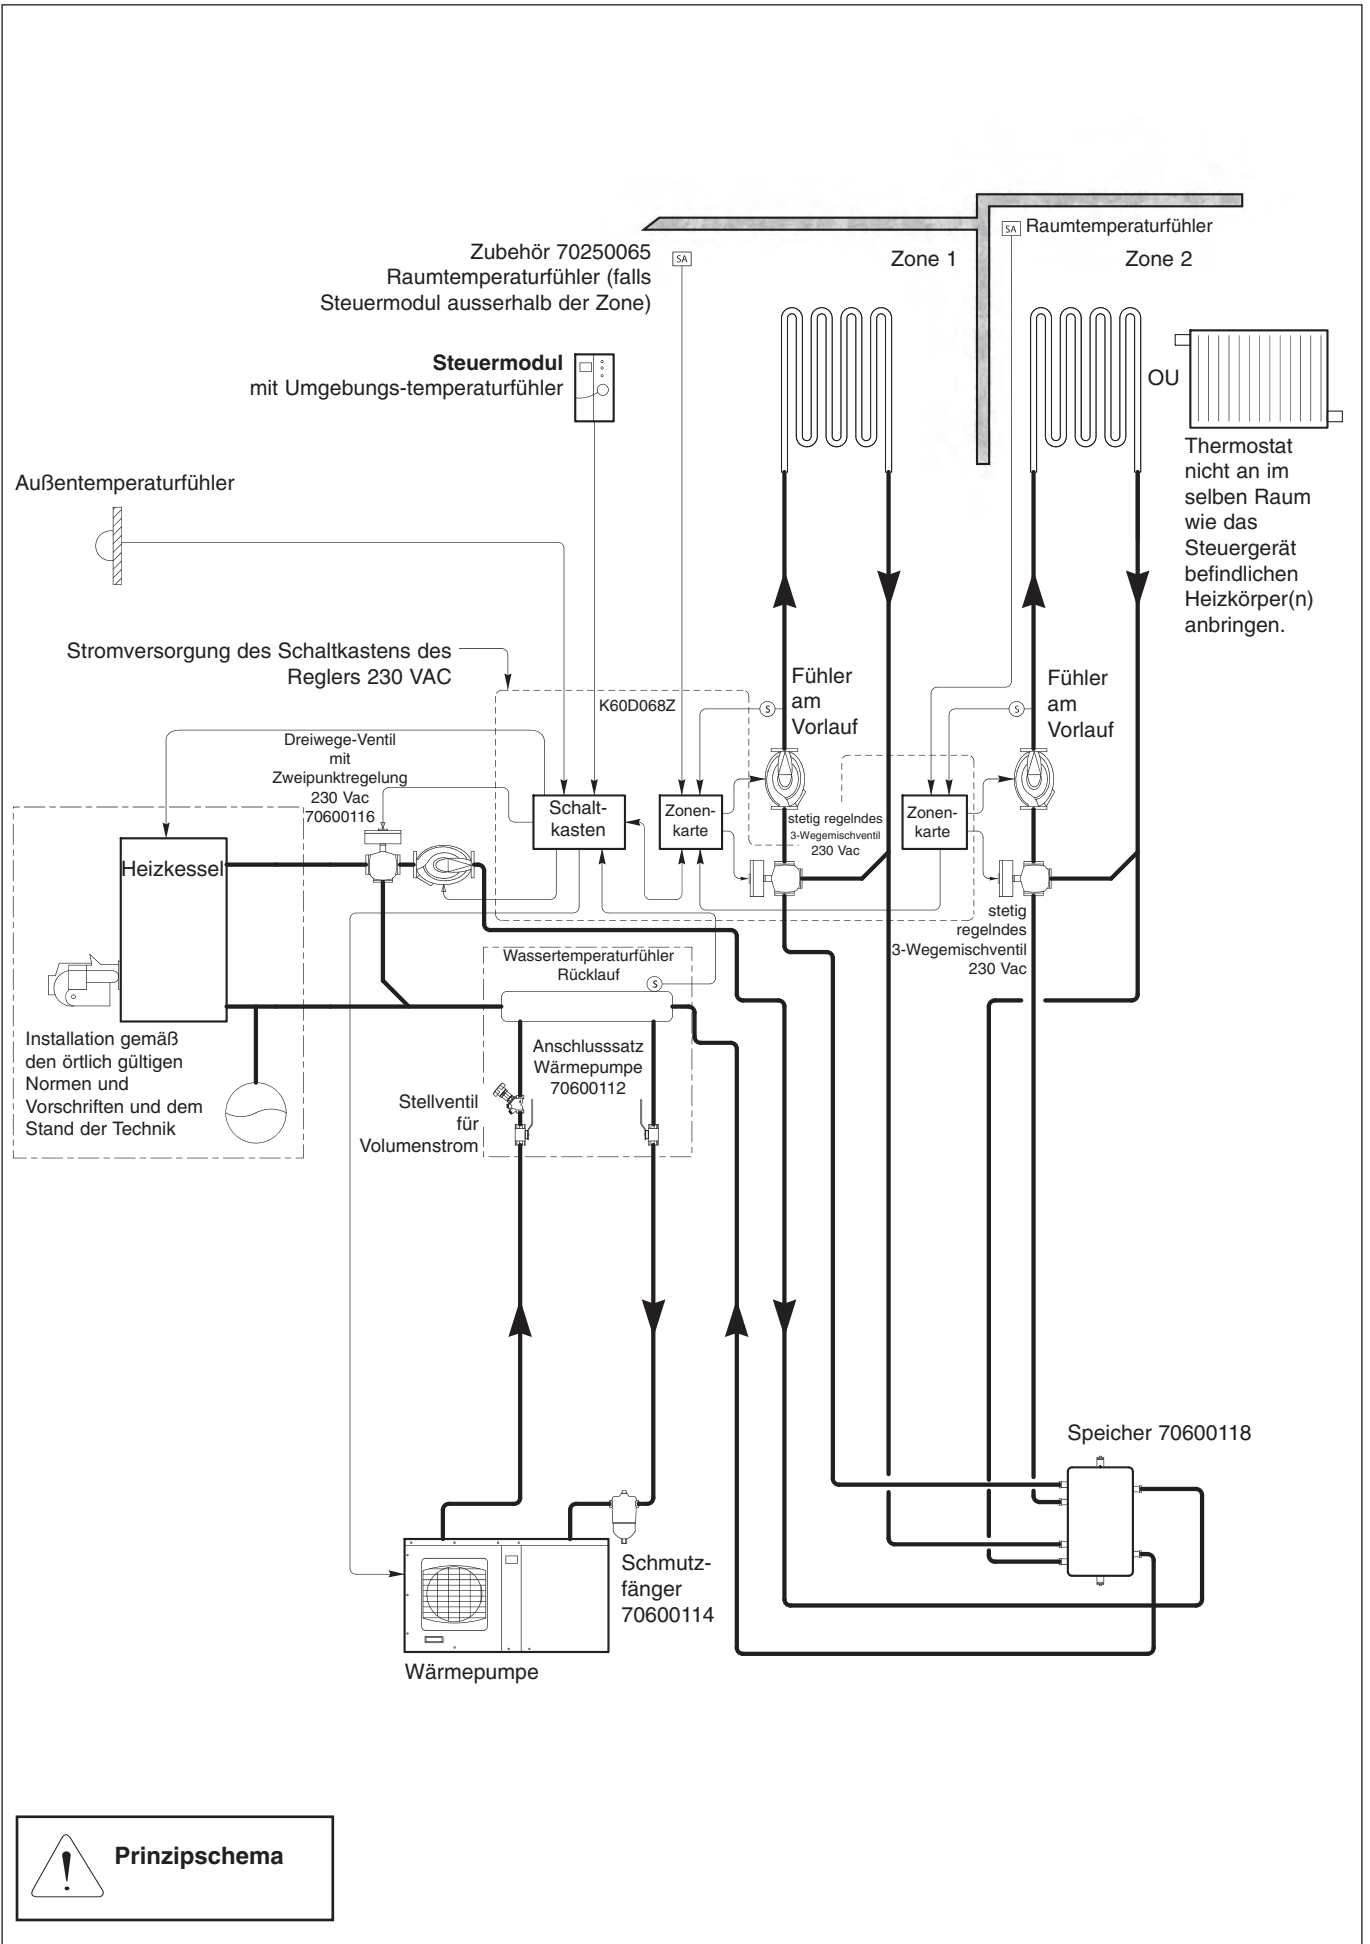 SA Raumtemperaturfühler
Zubehör 70250065
Raumtemperaturfühler (falls
Steuermodul ausserhalb der Zone)
SA
Zone 1
Zone 2
Steuermodul
mit Umgebungs-temperaturfühler
OU
Thermostat
nicht an im
selben Raum
wie das
Steuergerät
befindlichen
Heizkörper(n)
anbringen.
Außentemperaturfühler
Stromversorgung des Schaltkastens des
Reglers 230 VAC
K60D068Z
S
Fühler
am
Vorlauf
S
Fühler
am
Vorlauf
Dreiwege-Ventil
mit
Zweipunktregelung
230 Vac
70600116
Schalt-
kasten
Zonen-
karte
stetig regelndes
3-Wegemischventil
230 Vac
Zonen-
karte
Heizkessel
stetig
regelndes
3-Wegemischventil
230 Vac
Wassertemperaturfühler
Rücklauf
S
Installation gemäß
den örtlich gültigen
Normen und
Vorschriften und dem
Stand der Technik
Anschlusssatz
Wärmepumpe
70600112
Stellventil
für
Volumenstrom
Speicher 70600118
Schmutz-
fänger
70600114
Wärmepumpe
! Prinzipschema